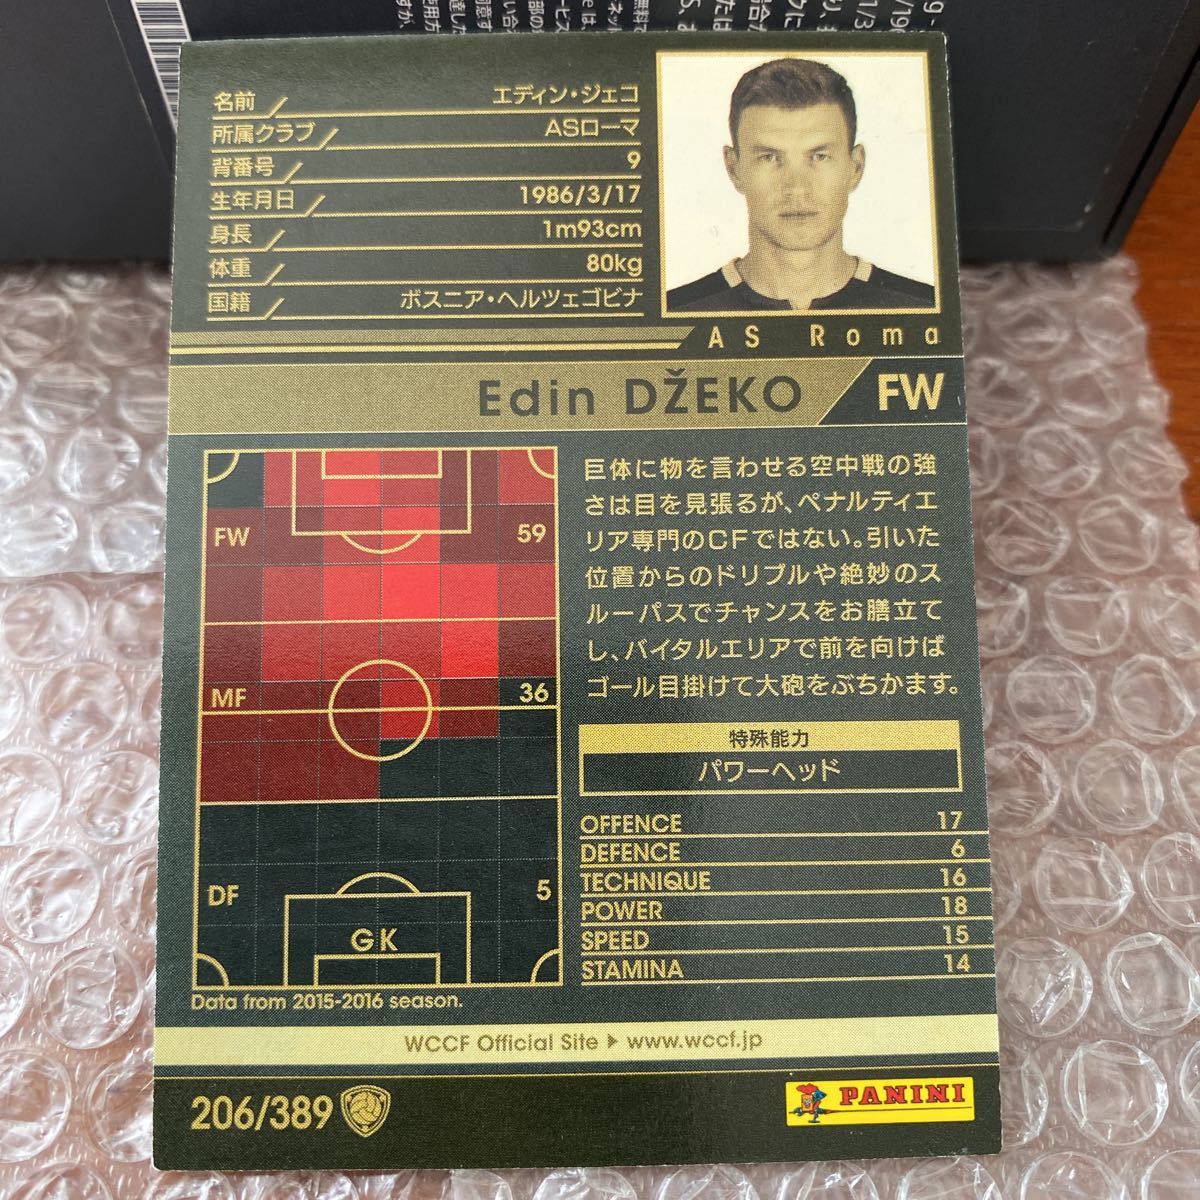 名前 エディン・ジェコ
所属クラブ ASローマ
背番号 9
生年月日 1986/3/17
身長 1m93cm
体重 80kg
国籍 ボスニア・ヘルツェゴビナ
AS Roma
Edin DŽEKO FW
FW 59
MF 36
DF 5
GK
Data from 2015-2016 season.
巨体に物を言わせる空中戦の強
さは目を見張るが、ペナルティエ
リア専門のCFではない。引いた
位置からのドリブルや絶妙のス
ルーパスでチャンスをお膳立て
し、バイタルエリアで前を向けば
ゴール目掛けて大砲をぶちかます。
特殊能力
パワーヘッド
OFFENCE 17
DEFENCE 6
TECHNIQUE 16
POWER 18
SPEED 15
STAMINA 14
WCCF Official Site www.wccf.jp
206/389
PANINI